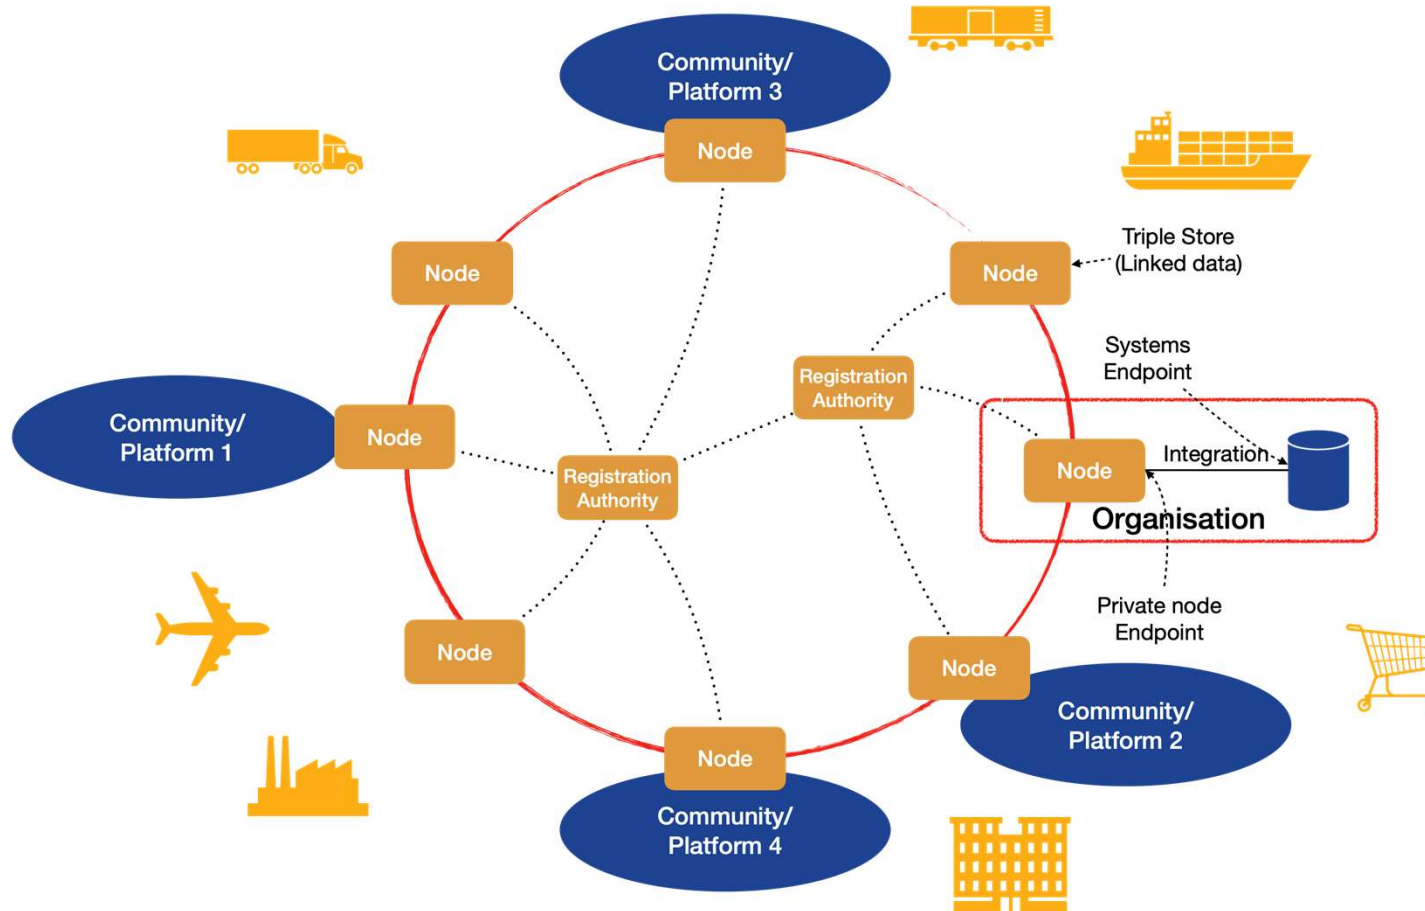 Community/
Platform 3
Node
Node
Node
Triple Store
(Linked data)
Systems
Endpoint
Registration
Authority
Community/
Platform 1
Node
Node
Integration
Organisation
Registration
Authority
Private node
Endpoint
Node
Node
Community/
Platform 2
Node
Community/
Platform 4